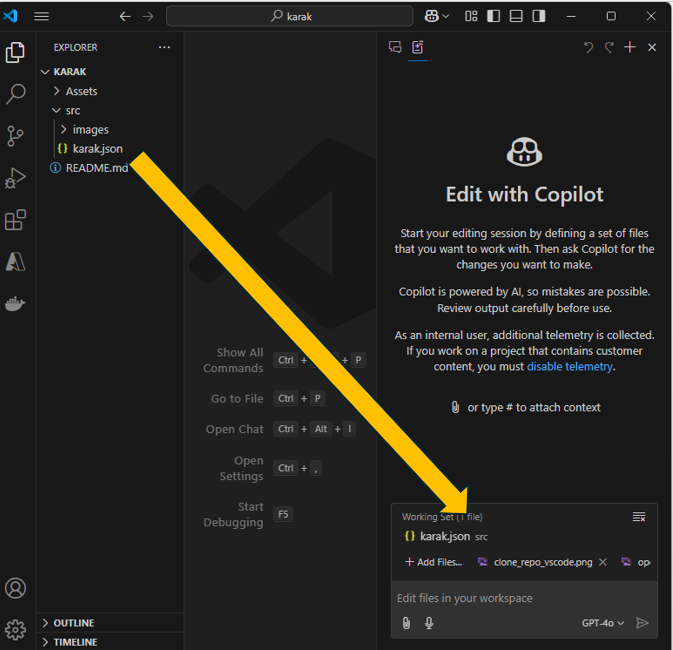 karak
EXPLORER
KARAK
Assets
src
images
{} karak.json
README.md
Show All
Commands
Ctrl + + P
Go to File
Ctrl + P
Open Chat
Ctrl + Alt + I
Open
Settings
Ctrl + ,
Start
Debugging
F5
OUTLINE
TIMELINE
Edit with Copilot
Start your editing session by defining a set of files
that you want to work with. Then ask Copilot for the
changes you want to make.
Copilot is powered by AI, so mistakes are possible.
Review output carefully before use.
As an internal user, additional telemetry is collected.
If you work on a project that contains customer
content, you must disable telemetry.
or type # to attach context
Working Set (1 file)
{} karak.json src
+ Add Files... clone_repo_vscode.png op
Edit files in your workspace
GPT-4o